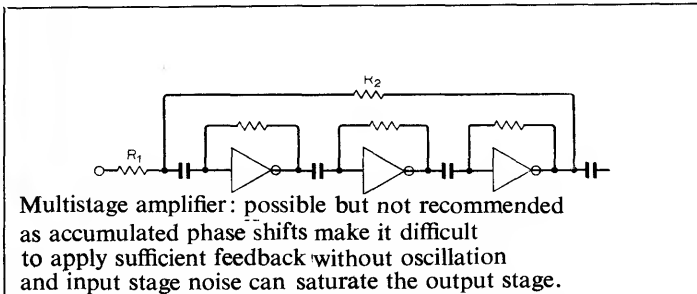 R2
R1
Multistage amplifier: possible but not recommended
as accumulated phase shifts make it difficult
to apply sufficient feedback without oscillation
and input stage noise can saturate the output stage.